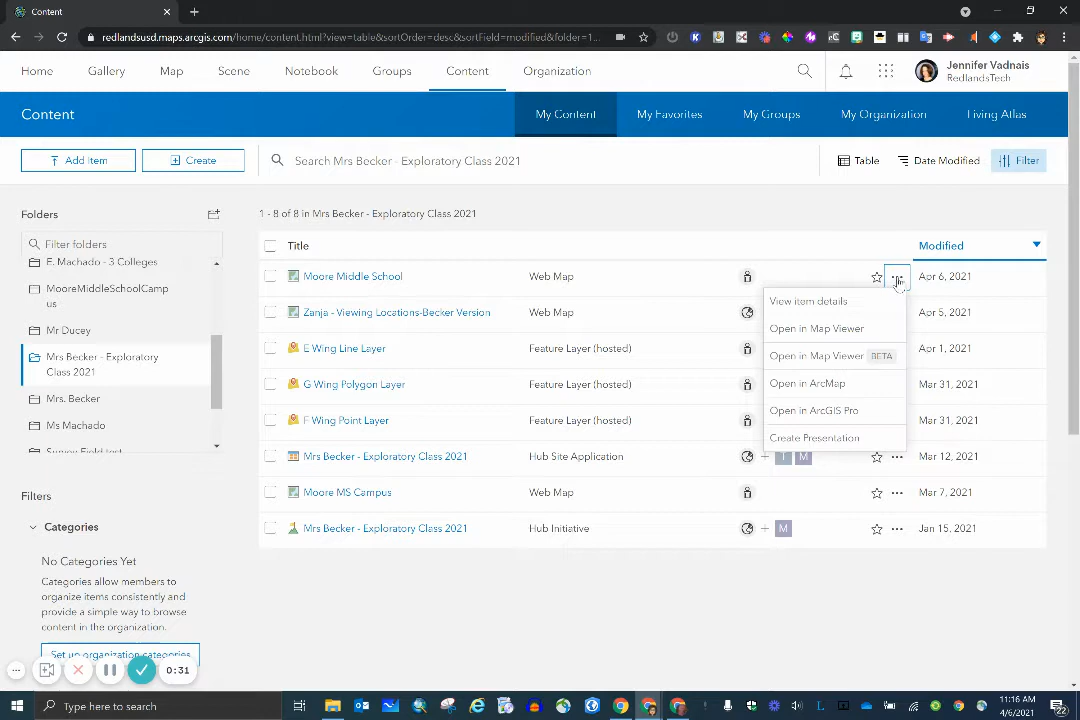 Content
redlandsusd.maps.arcgis.com/home/content.html?view=table&sortOrder=desc&sortField=modified&folder=1...
Home Gallery Map Scene Notebook Groups Content Organization
Jennifer Vadnais
RedlandsTech
Content
My Content My Favorites My Groups My Organization Living Atlas
Add item Create Search Mrs Becker - Exploratory Class 2021 Table Date Modified Filter
Folders
1 - 8 of 8 in Mrs Becker - Exploratory Class 2021
Filter folders
E. Machado - 3 Colleges
MooreMiddleSchoolCamp
us
Mr Ducey
Mrs Becker - Exploratory
Class 2021
Mrs. Becker
Ms Machado
Survey Field test
Title Modified
Moore Middle School Web Map Apr 6, 2021
Zanja - Viewing Locations-Becker Version Web Map Apr 5, 2021
E Wing Line Layer Feature Layer (hosted) Apr 1, 2021
G Wing Polygon Layer Feature Layer (hosted) Mar 31, 2021
F Wing Point Layer Feature Layer (hosted) Mar 31, 2021
Mrs Becker - Exploratory Class 2021 Hub Site Application + T M Mar 12, 2021
Moore MS Campus Web Map Mar 7, 2021
Mrs Becker - Exploratory Class 2021 Hub Initiative + M Jan 15, 2021
View item details
Open in Map Viewer
Open in Map Viewer BETA
Open in ArcMap
Open in ArcGIS Pro
Create Presentation
Filters
Categories
No Categories Yet
Categories allow members to
organize items consistently and
provide a simple way to browse
content in the organization.
Set up organization categories
0:31
Type here to search
11:16 AM
4/6/2021
22